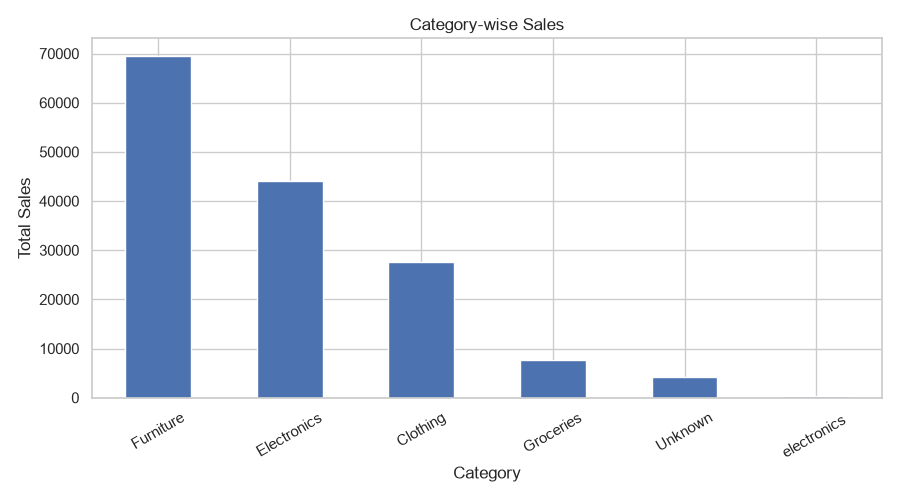 Category-wise Sales
Total Sales
70000
60000
50000
40000
30000
20000
10000
0
Furniture
Electronics
Clothing
Groceries
Unknown
electronics
Category